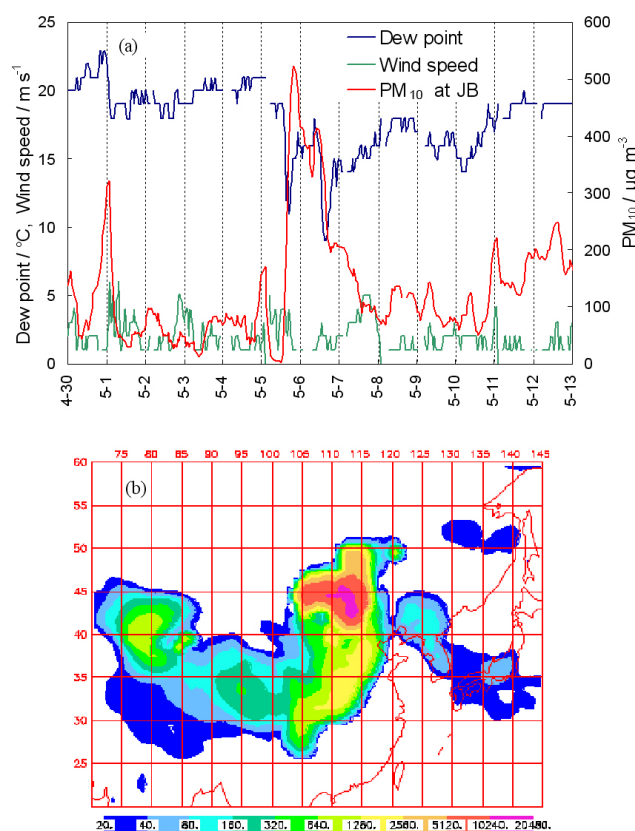 (a)
Dew point
Wind speed
PM10 at JB
Dew point / °C, Wind speed / m s-1
25
20
15
10
5
0
PM10 / µg m-3
600
500
400
300
200
100
0
4-30 5-1 5-2 5-3 5-4 5-5 5-6 5-7 5-8 5-9 5-10 5-11 5-12 5-13
75 80 85 90 95 100 105 110 115 120 125 130 135 140 145
(b)
60
55
50
45
40
35
30
25
20. 40. 80. 160. 320. 640. 1280. 2560. 5120. 10240. 20480.